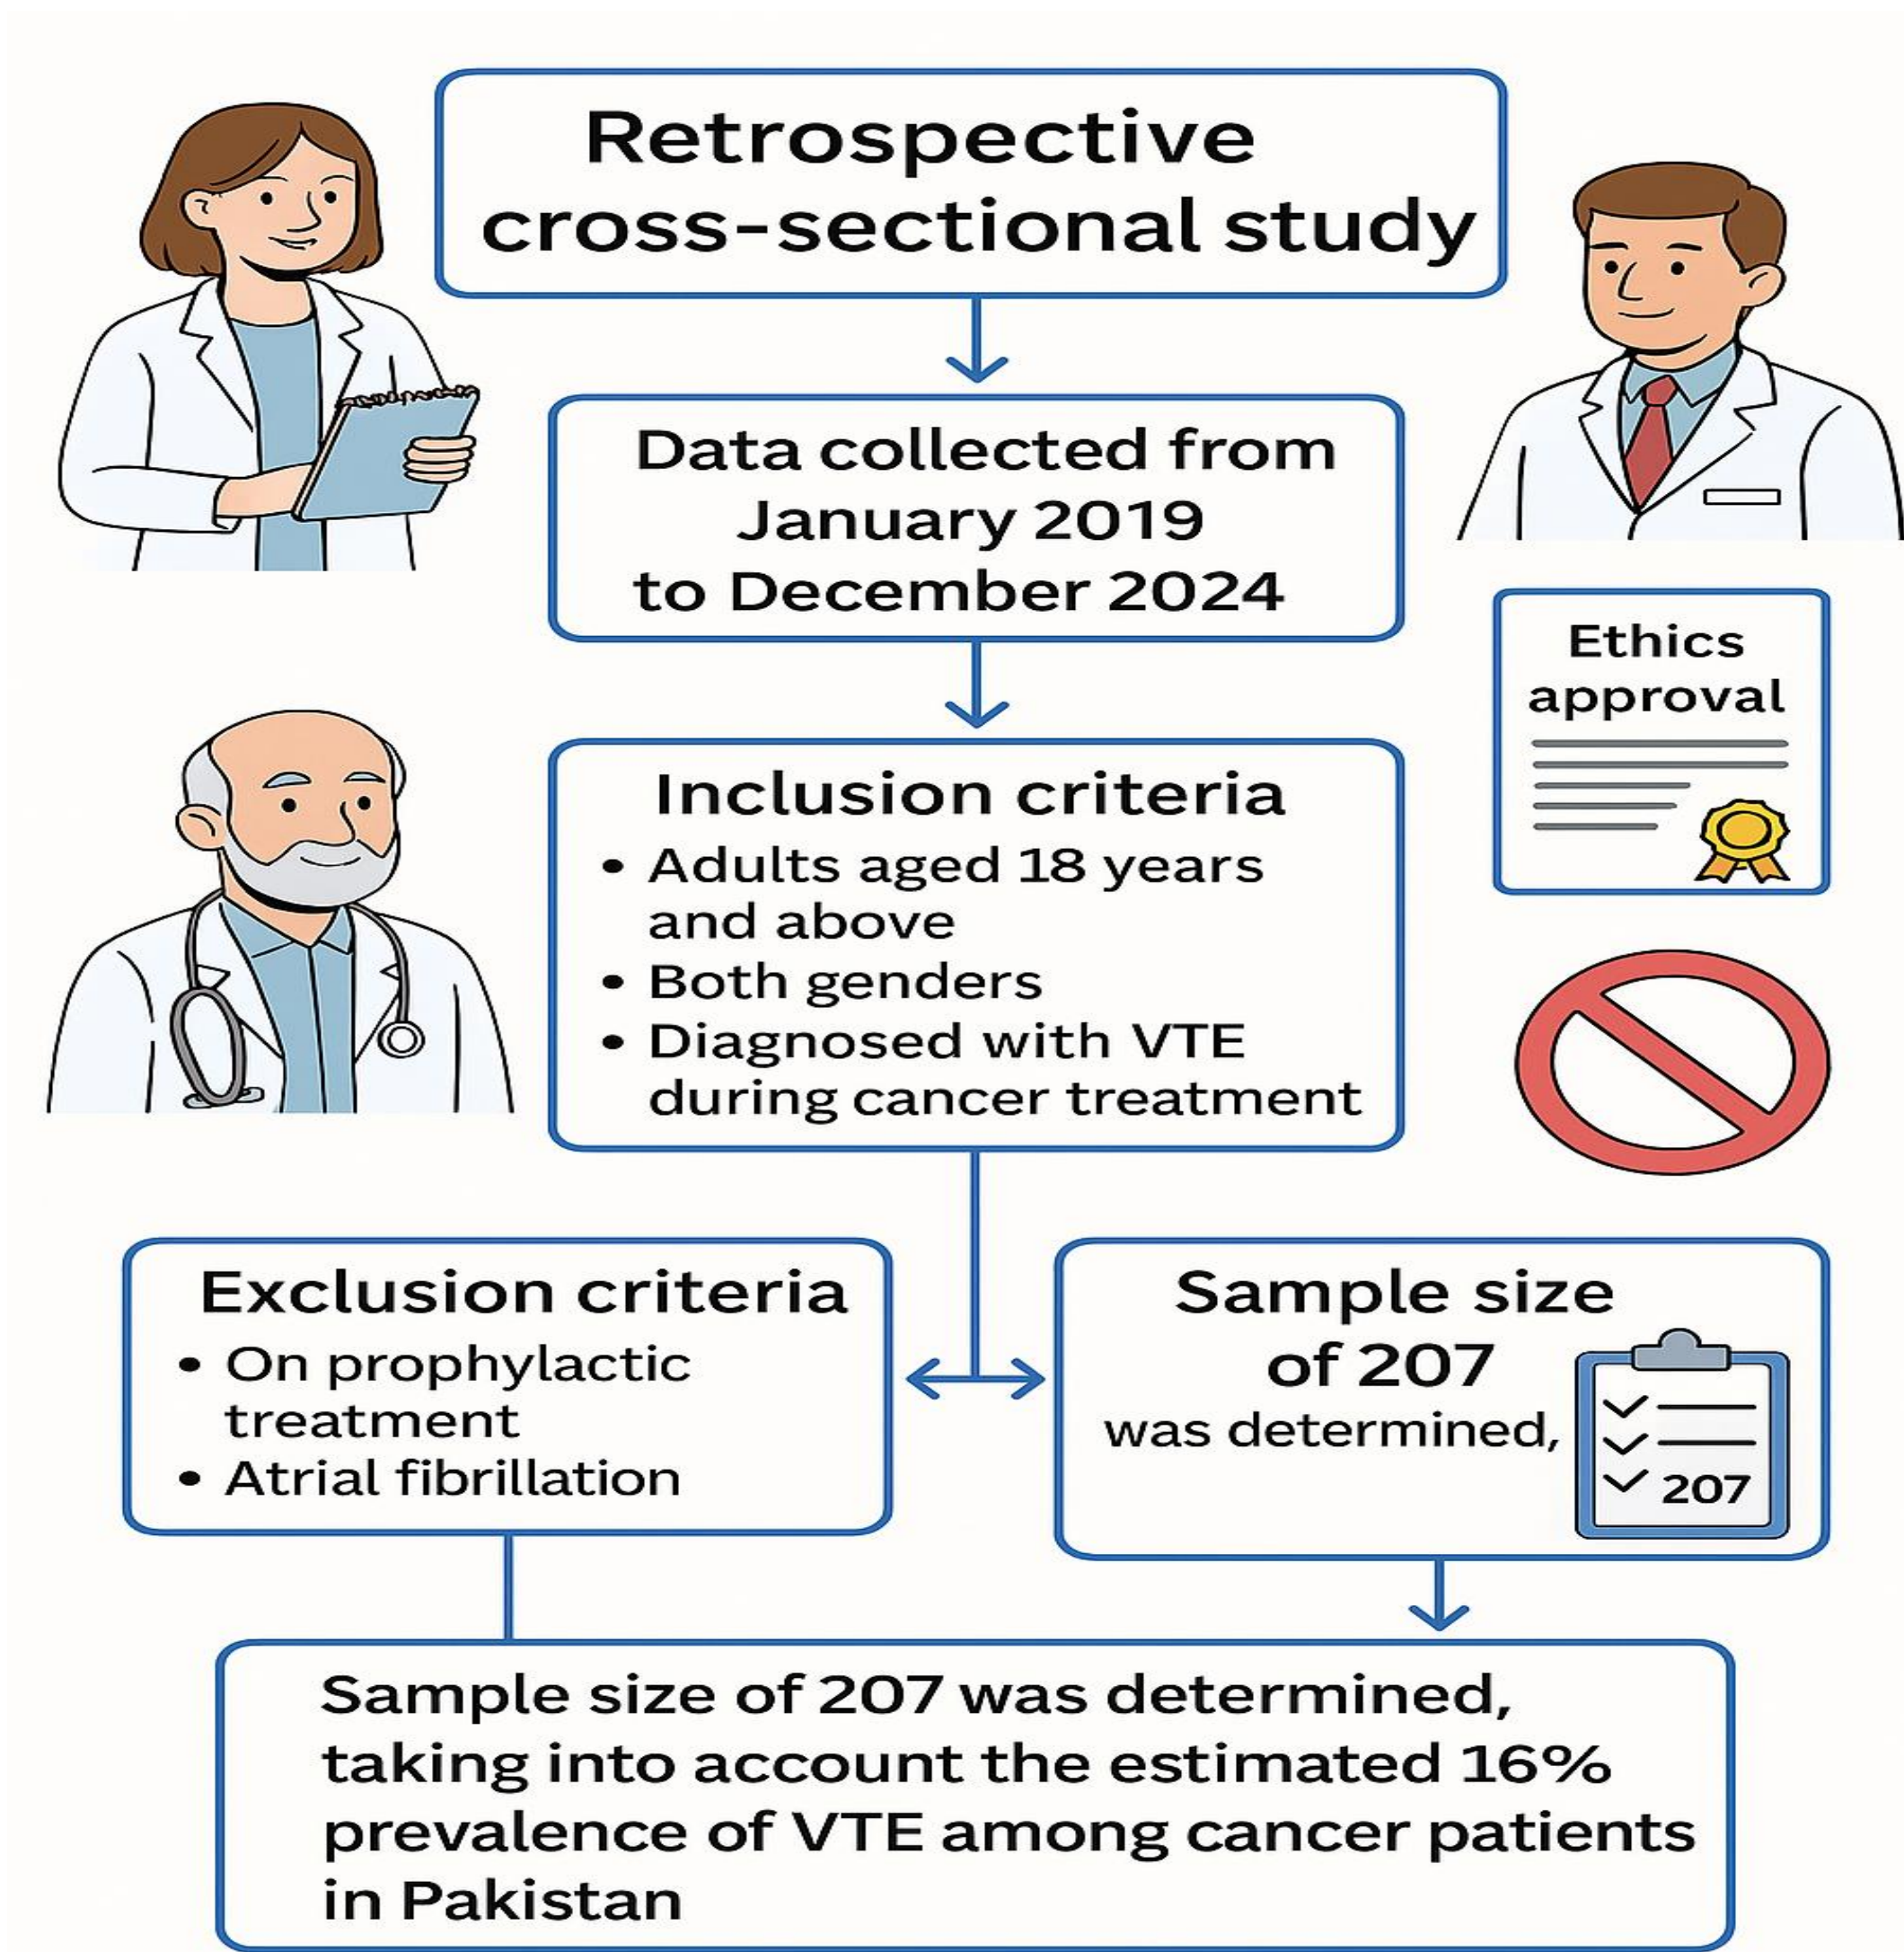 Retrospective
cross-sectional study
Data collected from
January 2019
to December 2024
Ethics
approval
Inclusion criteria
• Adults aged 18 years
and above
• Both genders
• Diagnosed with VTE
during cancer treatment
Exclusion criteria
• On prophylactic
treatment
• Atrial fibrillation
Sample size
of 207
was determined,
207
Sample size of 207 was determined,
taking into account the estimated 16%
prevalence of VTE among cancer patients
in Pakistan